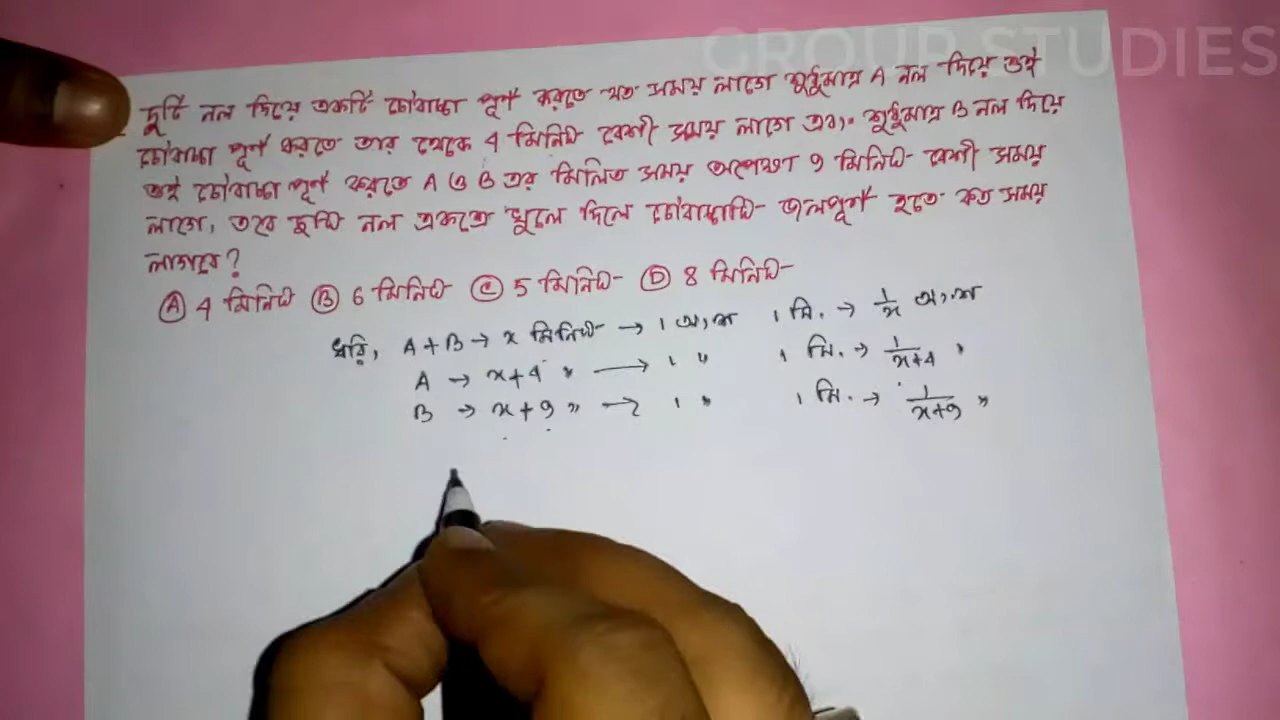 GROUP STUDIES
দুটি নল দিয়ে একটি চৌবাচ্চা পূর্ণ করতে যত সময় লাগে শুধুমাত্র A নল দিয়ে ওই
চৌবাচ্চা পূর্ণ করতে তার থেকে 4 মিনিট বেশী সময় লাগে এবং শুধুমাত্র B নল দিয়ে
ওই চৌবাচ্চা পূর্ণ করতে A ও B এর মিলিত সময় অপেক্ষা 9 মিনিট বেশী সময়
লাগে, তবে দুটি নল একত্রে খুলে দিলে চৌবাচ্চাটি জলপূর্ণ হতে কত সময়
লাগবে?
Ⓐ 4 মিনিট Ⓑ 6 মিনিট Ⓒ 5 মিনিট Ⓓ 8 মিনিট
ধরি, A + B → x মিনিট → 1 অংশ 1 মি. → 1/x অংশ
A → x+4 " → 1 " 1 মি. → 1/(x+4) "
B → x+9 " → 1 " 1 মি. → 1/(x+9) "